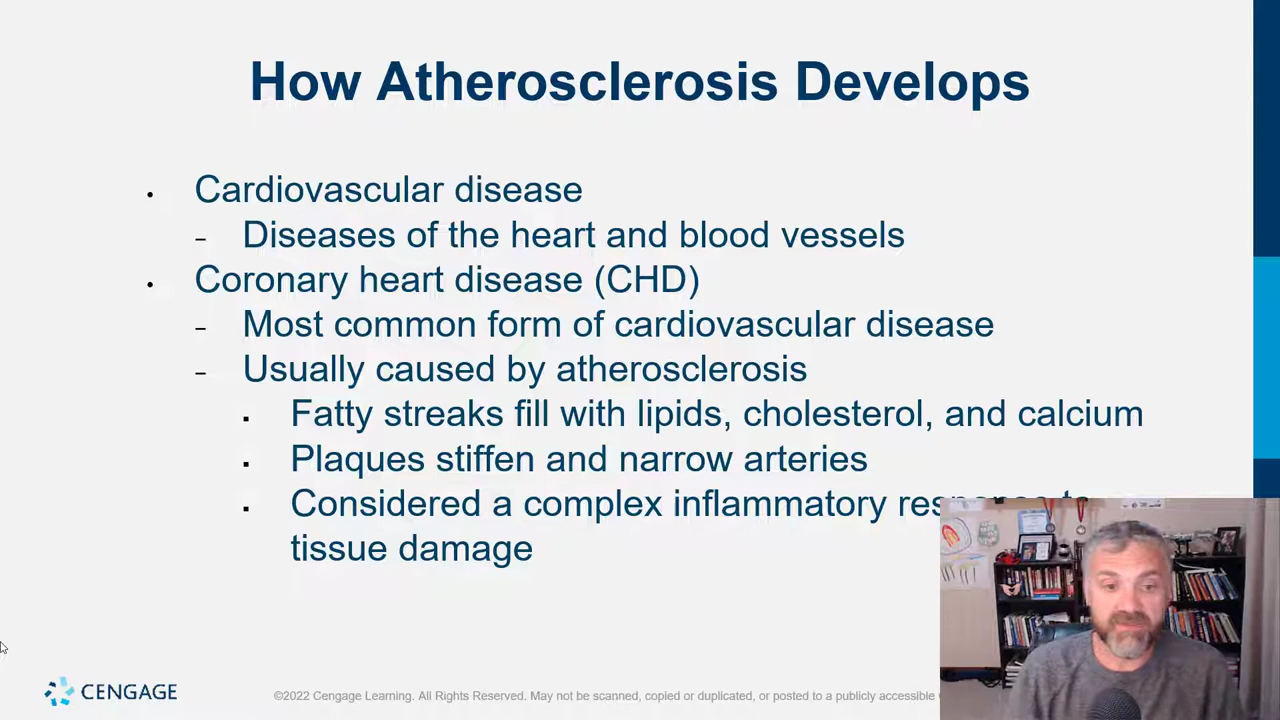 How Atherosclerosis Develops
• Cardiovascular disease
– Diseases of the heart and blood vessels
• Coronary heart disease (CHD)
– Most common form of cardiovascular disease
– Usually caused by atherosclerosis
▪ Fatty streaks fill with lipids, cholesterol, and calcium
▪ Plaques stiffen and narrow arteries
▪ Considered a complex inflammatory response to
tissue damage
CENGAGE
©2022 Cengage Learning. All Rights Reserved. May not be scanned, copied or duplicated, or posted to a publicly accessible